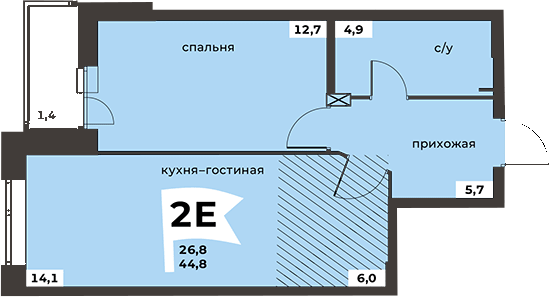 спальня
12,7
4,9
с/у
1,4
прихожая
5,7
кухня–гостиная
2Е
26,8
44,8
14,1
6,0